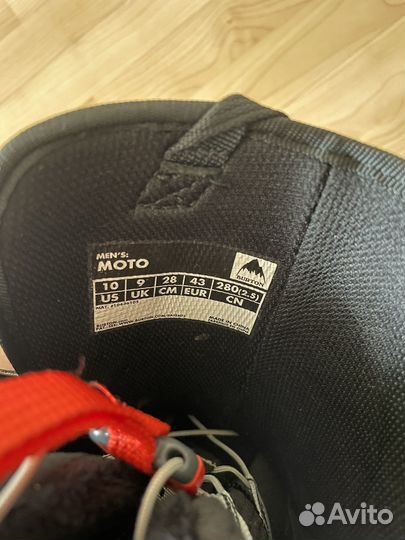 MEN'S:
MOTO
BURTON
10 9 28 43 280(2.5)
US UK CM EUR CN
MADE IN CHINA
Avito